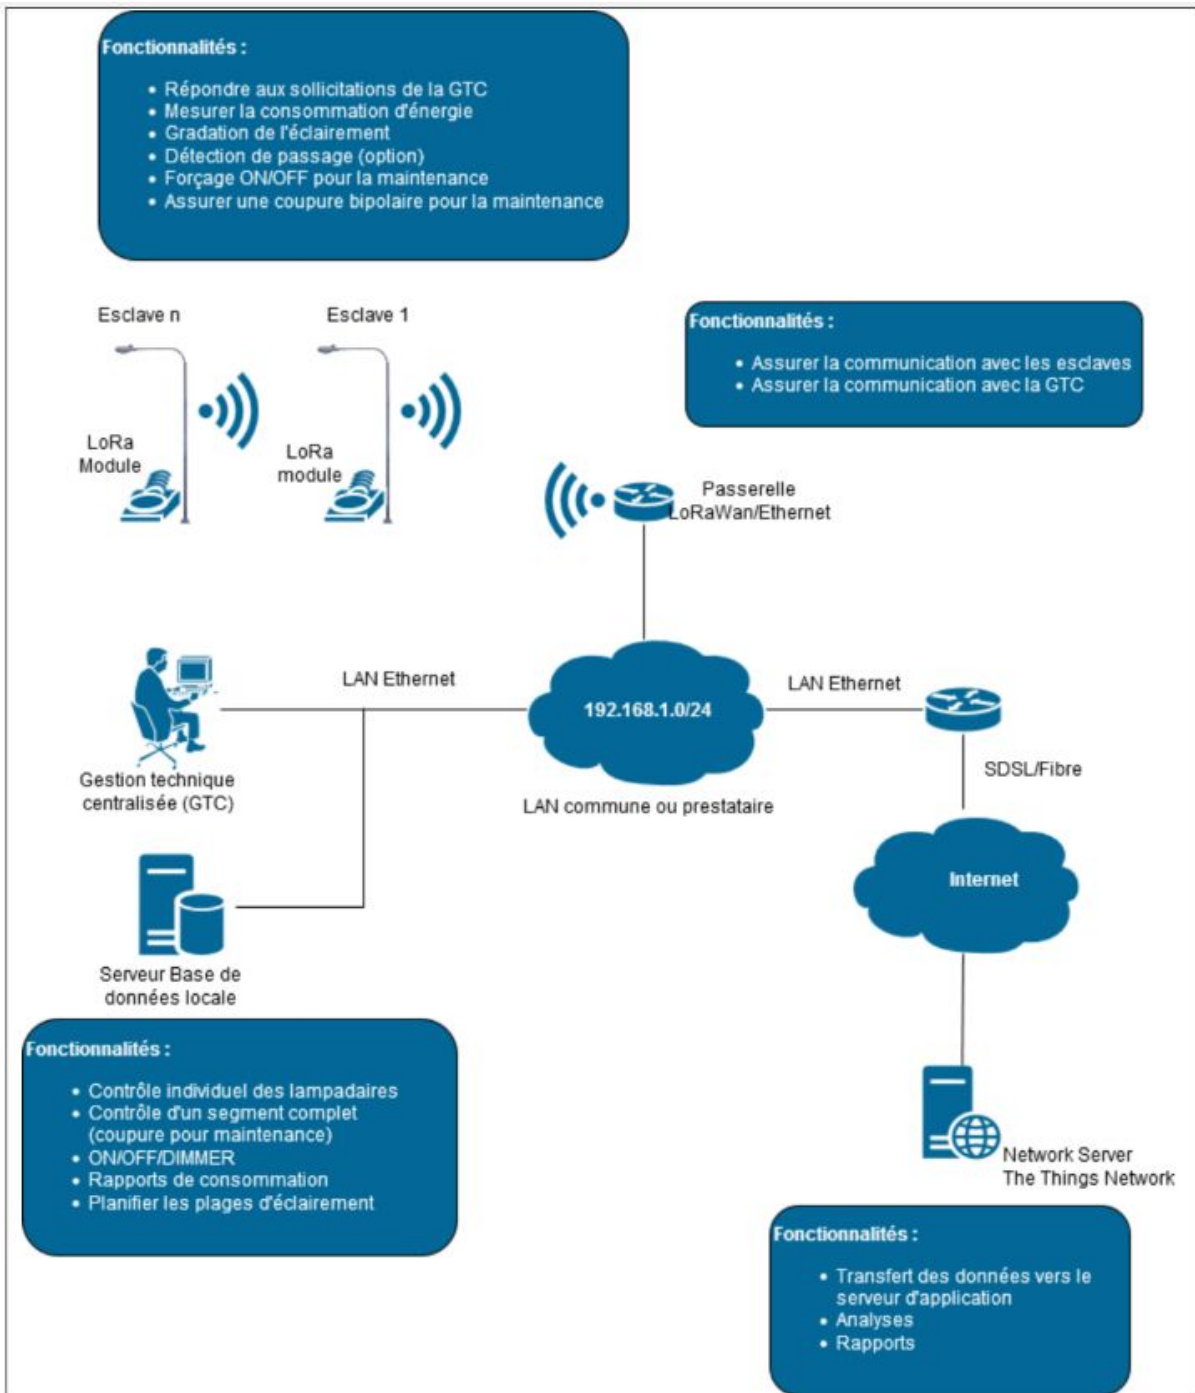 Fonctionnalités :
• Répondre aux sollicitations de la GTC
• Mesurer la consommation d'énergie
• Gradation de l'éclairement
• Détection de passage (option)
• Forçage ON/OFF pour la maintenance
• Assurer une coupure bipolaire pour la maintenance
Esclave n
Esclave 1
LoRa
Module
LoRa
module
Fonctionnalités :
• Assurer la communication avec les esclaves
• Assurer la communication avec la GTC
Passerelle
LoRaWan/Ethernet
LAN Ethernet
192.168.1.0/24
LAN Ethernet
Gestion technique
centralisée (GTC)
LAN commune ou prestataire
SDSL/Fibre
Internet
Serveur Base de
données locale
Fonctionnalités :
• Contrôle individuel des lampadaires
• Contrôle d'un segment complet
(coupure pour maintenance)
• ON/OFF/DIMMER
• Rapports de consommation
• Planifier les plages d'éclairement
Network Server
The Things Network
Fonctionnalités :
• Transfert des données vers le
serveur d'application
• Analyses
• Rapports